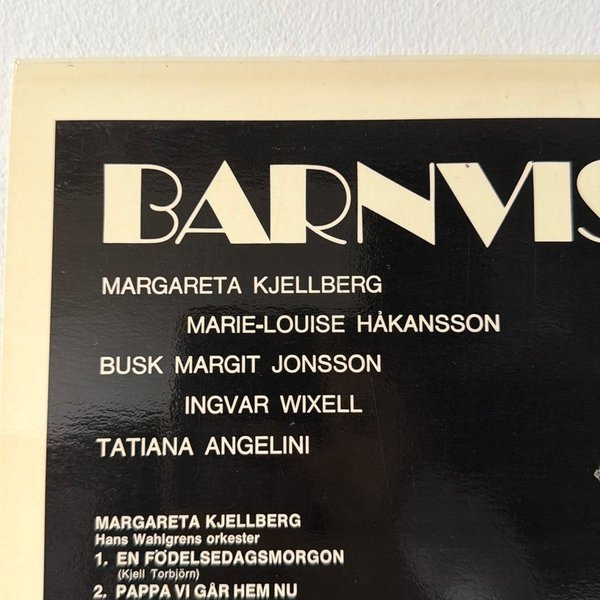 BARNVIS
MARGARETA KJELLBERG
MARIE-LOUISE HÅKANSSON
BUSK MARGIT JONSSON
INGVAR WIXELL
TATIANA ANGELINI
MARGARETA KJELLBERG
Hans Wahlgrens orkester
1. EN FÖDELSEDAGSMORGON
(Kjell Torbjörn)
2. PAPPA VI GÅR HEM NU